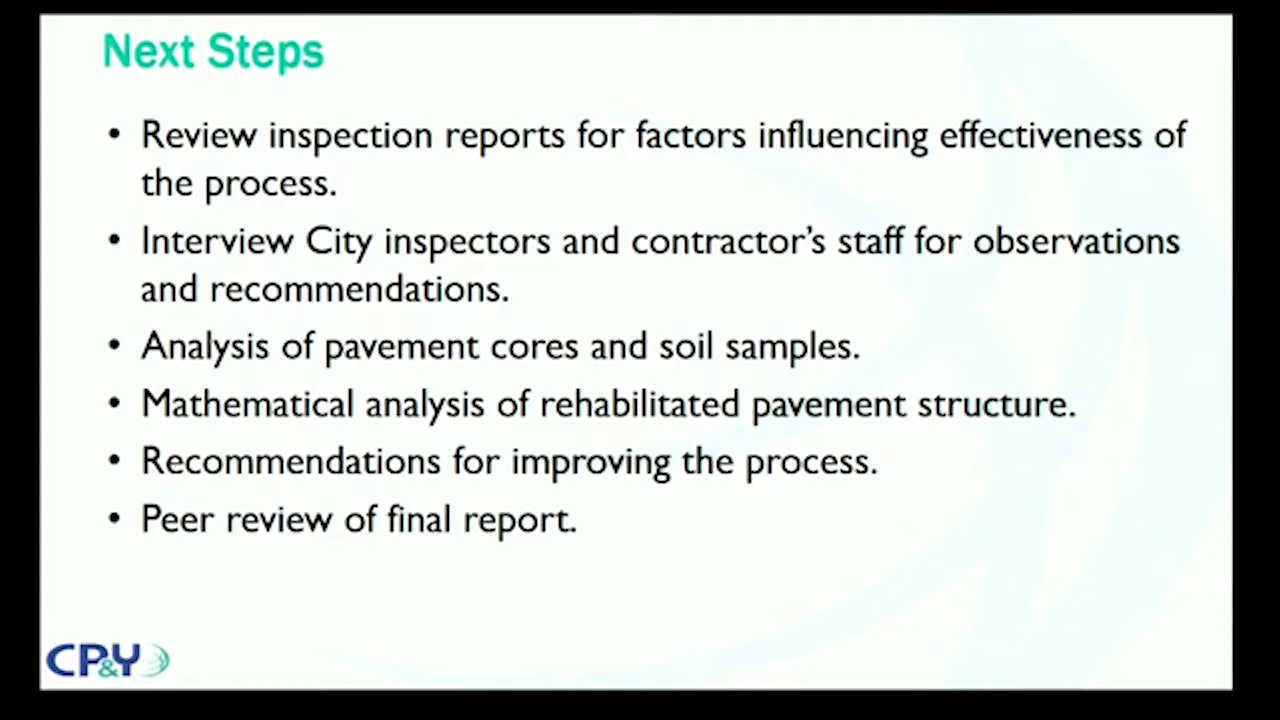 Next Steps
• Review inspection reports for factors influencing effectiveness of
the process.
• Interview City inspectors and contractor’s staff for observations
and recommendations.
• Analysis of pavement cores and soil samples.
• Mathematical analysis of rehabilitated pavement structure.
• Recommendations for improving the process.
• Peer review of final report.
CP&Y